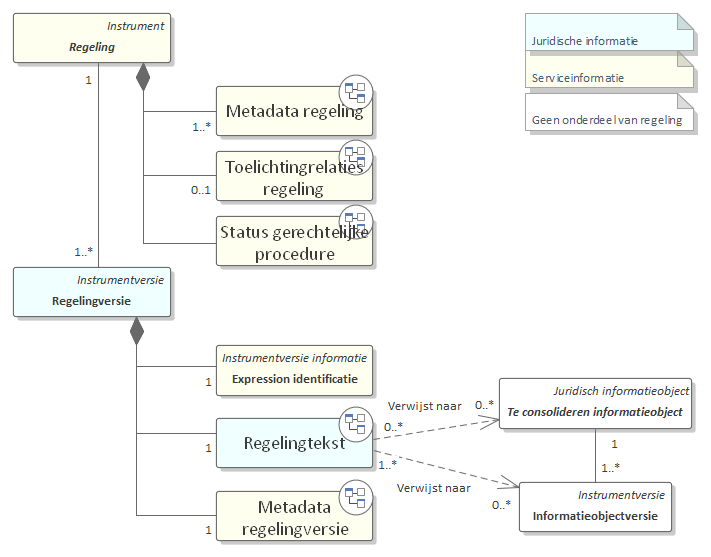 Instrument
Regeling
1
Juridische informatie
Serviceinformatie
Geen onderdeel van regeling
Metadata regeling
1..*
Toelichtingrelaties
regeling
0..1
Status gerechtelijke
procedure
1..*
Instrumentversie
Regelingversie
Instrumentversie informatie
Expression identificatie
1
Regelingtekst
1
Metadata
regelingversie
1
Verwijst naar
0..*
0..*
Juridisch informatieobject
Te consolideren informatieobject
1
1..*
1..*
Verwijst naar
0..*
Instrumentversie
Informatieobjectversie